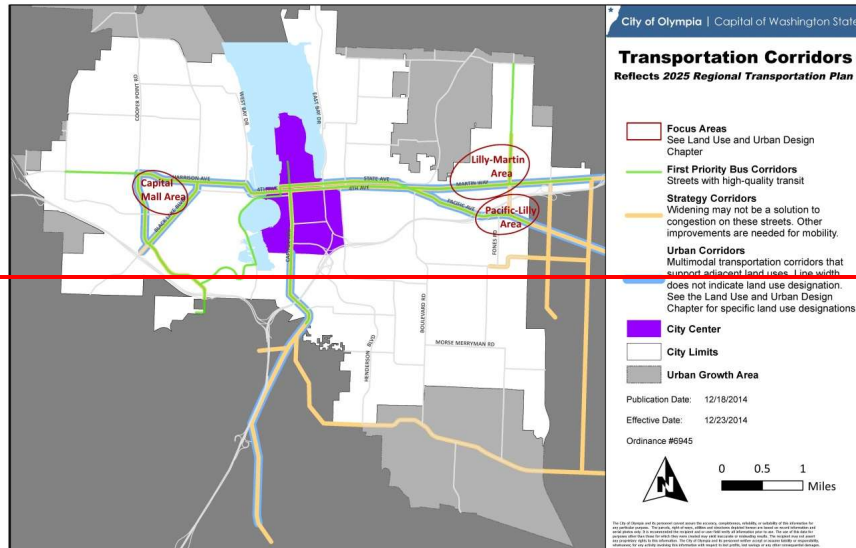 City of Olympia | Capital of Washington State
Transportation Corridors
Reflects 2025 Regional Transportation Plan
Focus Areas
See Land Use and Urban Design
Chapter
First Priority Bus Corridors
Streets with high-quality transit
Strategy Corridors
Widening may not be a solution to
congestion on these streets. Other
improvements are needed for mobility.
Urban Corridors
Multimodal transportation corridors that
support adjacent land uses. Line width
does not indicate land use designation.
See the Land Use and Urban Design
Chapter for specific land use designations
City Center
City Limits
Urban Growth Area
Publication Date: 12/18/2014
Effective Date: 12/23/2014
Ordinance #6945
N
0 0.5 1
Miles
COOPER POINT RD
WEST BAY DR
EAST BAY DR
HARRISON AVE
Capital
Mall Area
4TH AVE
STATE AVE
4TH AVE
Lilly-Martin
Area
MARTIN WAY
PACIFIC AVE
Pacific-Lilly
Area
FONES RD
BOULEVARD RD
HENDERSON BLVD
MORSE MERRYMAN RD